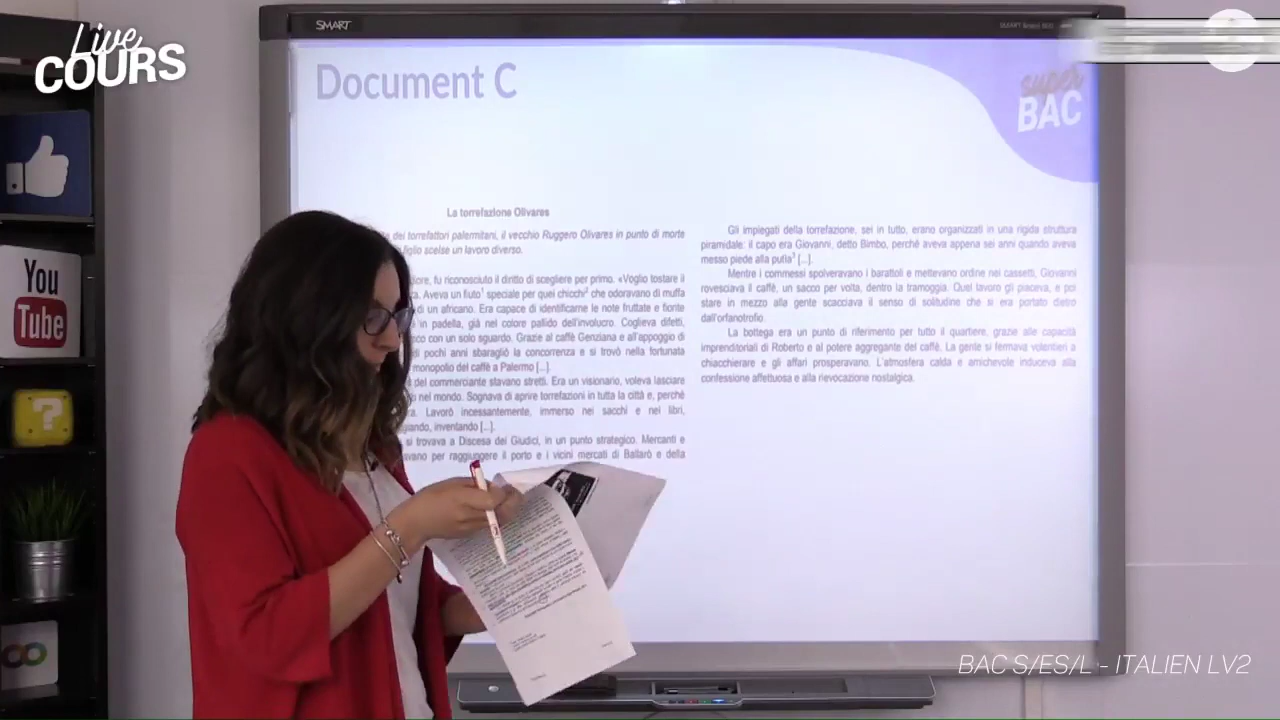 Live
COURS
SMART
Document C
super
BAC
You
Tube
?
La torrefazione Olivares
dei torrefattori palermitani, il vecchio Ruggero Olivares in punto di morte
figlio scelse un lavoro diverso.
fu riconosciuto il diritto di scegliere per primo. «Voglio tostare il
Aveva un fiuto¹ speciale per quei chicchi² che odoravano di muffa
di un africano. Era capace di identificarne le note fruttate e fiorite
in padella, già nel colore pallido dell'involucro. Coglieva difetti,
con un solo sguardo. Grazie al caffè Genziana e all'appoggio di
pochi anni sbaragliò la concorrenza e si trovò nella fortunata
monopolio del caffè a Palermo [...].
del commerciante stavano stretti. Era un visionario, voleva lasciare
nel mondo. Sognava di aprire torrefazioni in tutta la città e, perché
Lavorò incessantemente, immerso nei sacchi e nei libri,
inventando [...].
si trovava a Discesa dei Giudici, in un punto strategico. Mercanti e
per raggiungere il porto e i vicini mercati di Ballarò e della
Gli impiegati della torrefazione, sei in tutto, erano organizzati in una rigida struttura
piramidale: il capo era Giovanni, detto Bimbo, perché aveva appena sei anni quando aveva
messo piede alla putìa³ [...].
Mentre i commessi spolveravano i barattoli e mettevano ordine nei cassetti, Giovanni
rovesciava il caffè, un sacco per volta, dentro la tramoggia. Quel lavoro gli piaceva, e poi
stare in mezzo alla gente scacciava il senso di solitudine che si era portato dietro
dall'orfanotrofio.
La bottega era un punto di riferimento per tutto il quartiere, grazie alle capacità
imprenditoriali di Roberto e al potere aggregante del caffè. La gente si fermava volentieri a
chiacchierare e gli affari prosperavano. L'atmosfera calda e amichevole induceva alla
confessione affettuosa e alla rievocazione nostalgica.
BAC S/ES/L - ITALIEN LV2